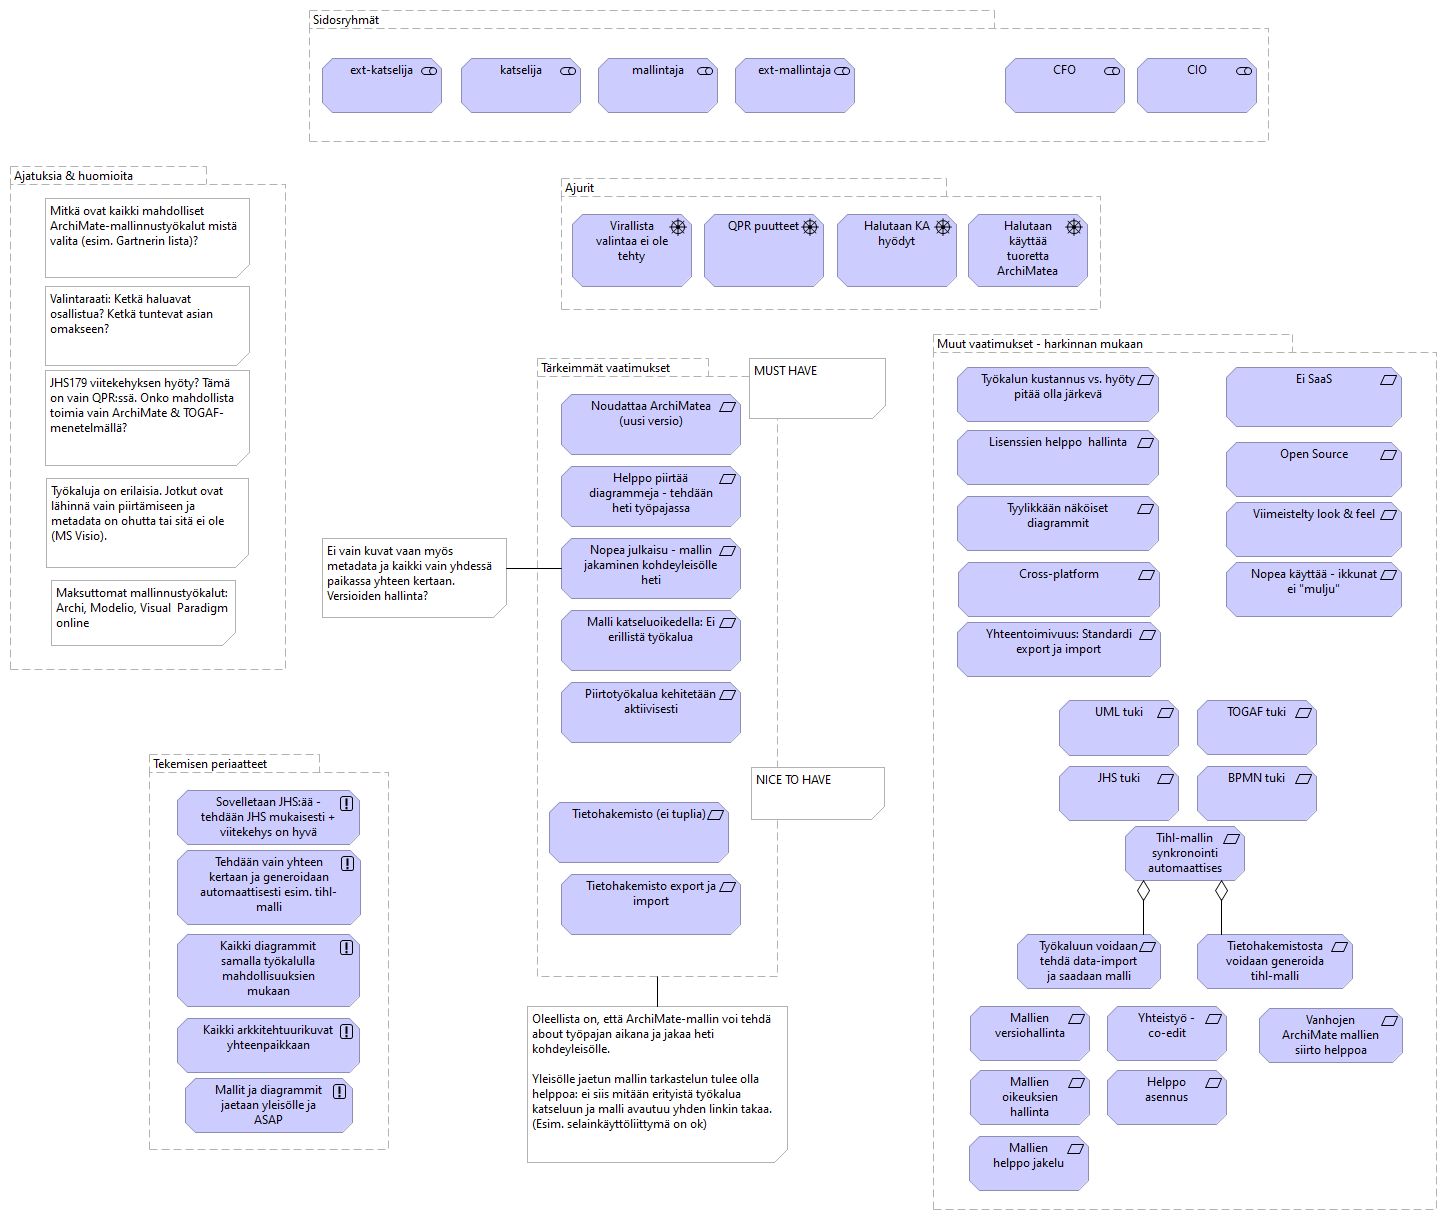 Sidosryhmät
ext-katselija
katselija
mallintaja
ext-mallintaja
CFO
CIO
Ajatuksia & huomioita
Mitkä ovat kaikki mahdolliset
ArchiMate-mallinnustyökalut mistä
valita (esim. Gartnerin lista)?
Valintaraati: Ketkä haluavat
osallistua? Ketkä tuntevat asian
omakseen?
JHS179 viitekehyksen hyöty? Tämä
on vain QPR:ssä. Onko mahdollista
toimia vain ArchiMate & TOGAF-
menetelmällä?
Työkaluja on erilaisia. Jotkut ovat
lähinnä vain piirtämiseen ja
metadata on ohutta tai sitä ei ole
(MS Visio).
Maksuttomat mallinnustyökalut:
Archi, Modelio, Visual  Paradigm
online
Ajurit
Virallista
valintaa ei ole
tehty
QPR puutteet
Halutaan KA
hyödyt
Halutaan
käyttää
tuoretta
ArchiMatea
Tärkeimmät vaatimukset
MUST HAVE
Noudattaa ArchiMatea
(uusi versio)
Helppo piirtää
diagrammeja - tehdään
heti työpajassa
Nopea julkaisu - mallin
jakaminen kohdeyleisölle
heti
Ei vain kuvat vaan myös
metadata ja kaikki vain yhdessä
paikassa yhteen kertaan.
Versioiden hallinta?
Malli katseluoikedella: Ei
erillistä työkalua
Piirtotyökalua kehitetään
aktiivisesti
NICE TO HAVE
Tietohakemisto (ei tuplia)
Tietohakemisto export ja
import
Oleellista on, että ArchiMate-mallin voi tehdä
about työpajan aikana ja jakaa heti
kohdeyleisölle.
Yleisölle jaetun mallin tarkastelun tulee olla
helppoa: ei siis mitään erityistä työkalua
katseluun ja malli avautuu yhden linkin takaa.
(Esim. selainkäyttöliittymä on ok)
Tekemisen periaatteet
Sovelletaan JHS:ää -
tehdään JHS mukaisesti +
viitekehys on hyvä
Tehdään vain yhteen
kertaan ja generoidaan
automaattisesti esim. tihl-
malli
Kaikki diagrammit
samalla työkalulla
mahdollisuuksien
mukaan
Kaikki arkkitehtuurikuvat
yhteenpaikkaan
Mallit ja diagrammit
jaetaan yleisölle ja
ASAP
Muut vaatimukset - harkinnan mukaan
Työkalun kustannus vs. hyöty
pitää olla järkevä
Ei SaaS
Lisenssien helppo  hallinta
Open Source
Tyylikkään näköiset
diagrammit
Viimeistelty look & feel
Cross-platform
Nopea käyttää - ikkunat
ei "mulju"
Yhteentoimivuus: Standardi
export ja import
UML tuki
TOGAF tuki
JHS tuki
BPMN tuki
Tihl-mallin
synkronointi
automaattises
Työkaluun voidaan
tehdä data-import
ja saadaan malli
Tietohakemistosta
voidaan generoida
tihl-malli
Mallien
versiohallinta
Yhteistyö -
co-edit
Vanhojen
ArchiMate mallien
siirto helppoa
Mallien
oikeuksien
hallinta
Helppo
asennus
Mallien
helppo jakelu